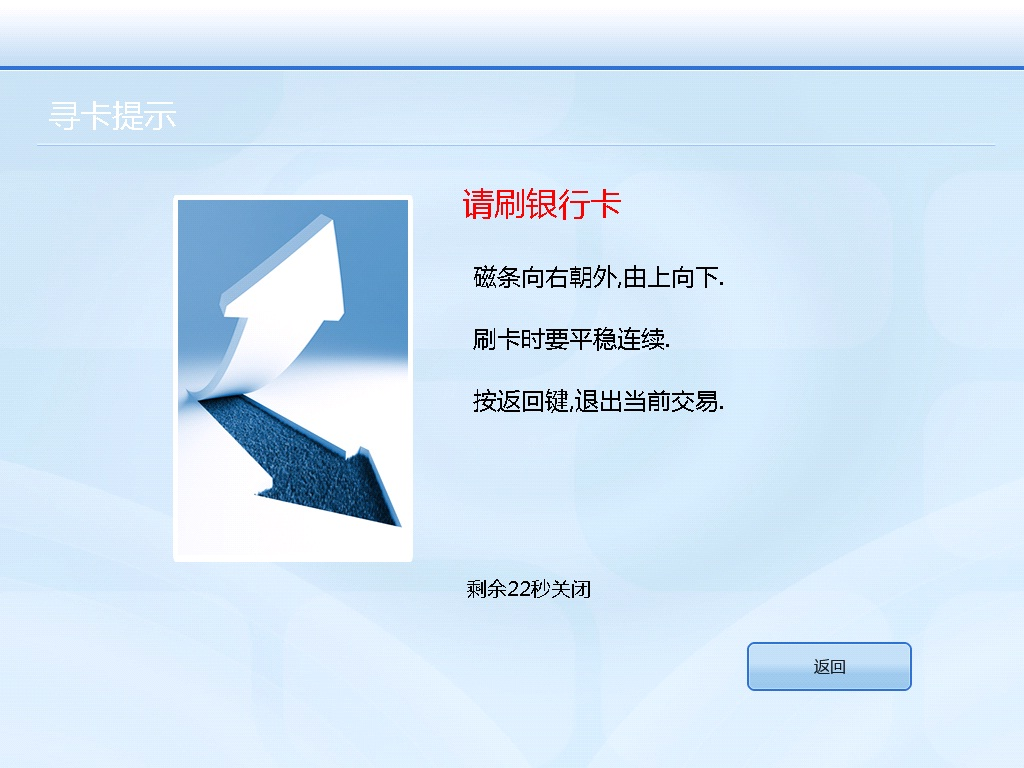 寻卡提示
请刷银行卡
磁条向右朝外,由上向下.
刷卡时要平稳连续.
按返回键,退出当前交易.
剩余22秒关闭
返回